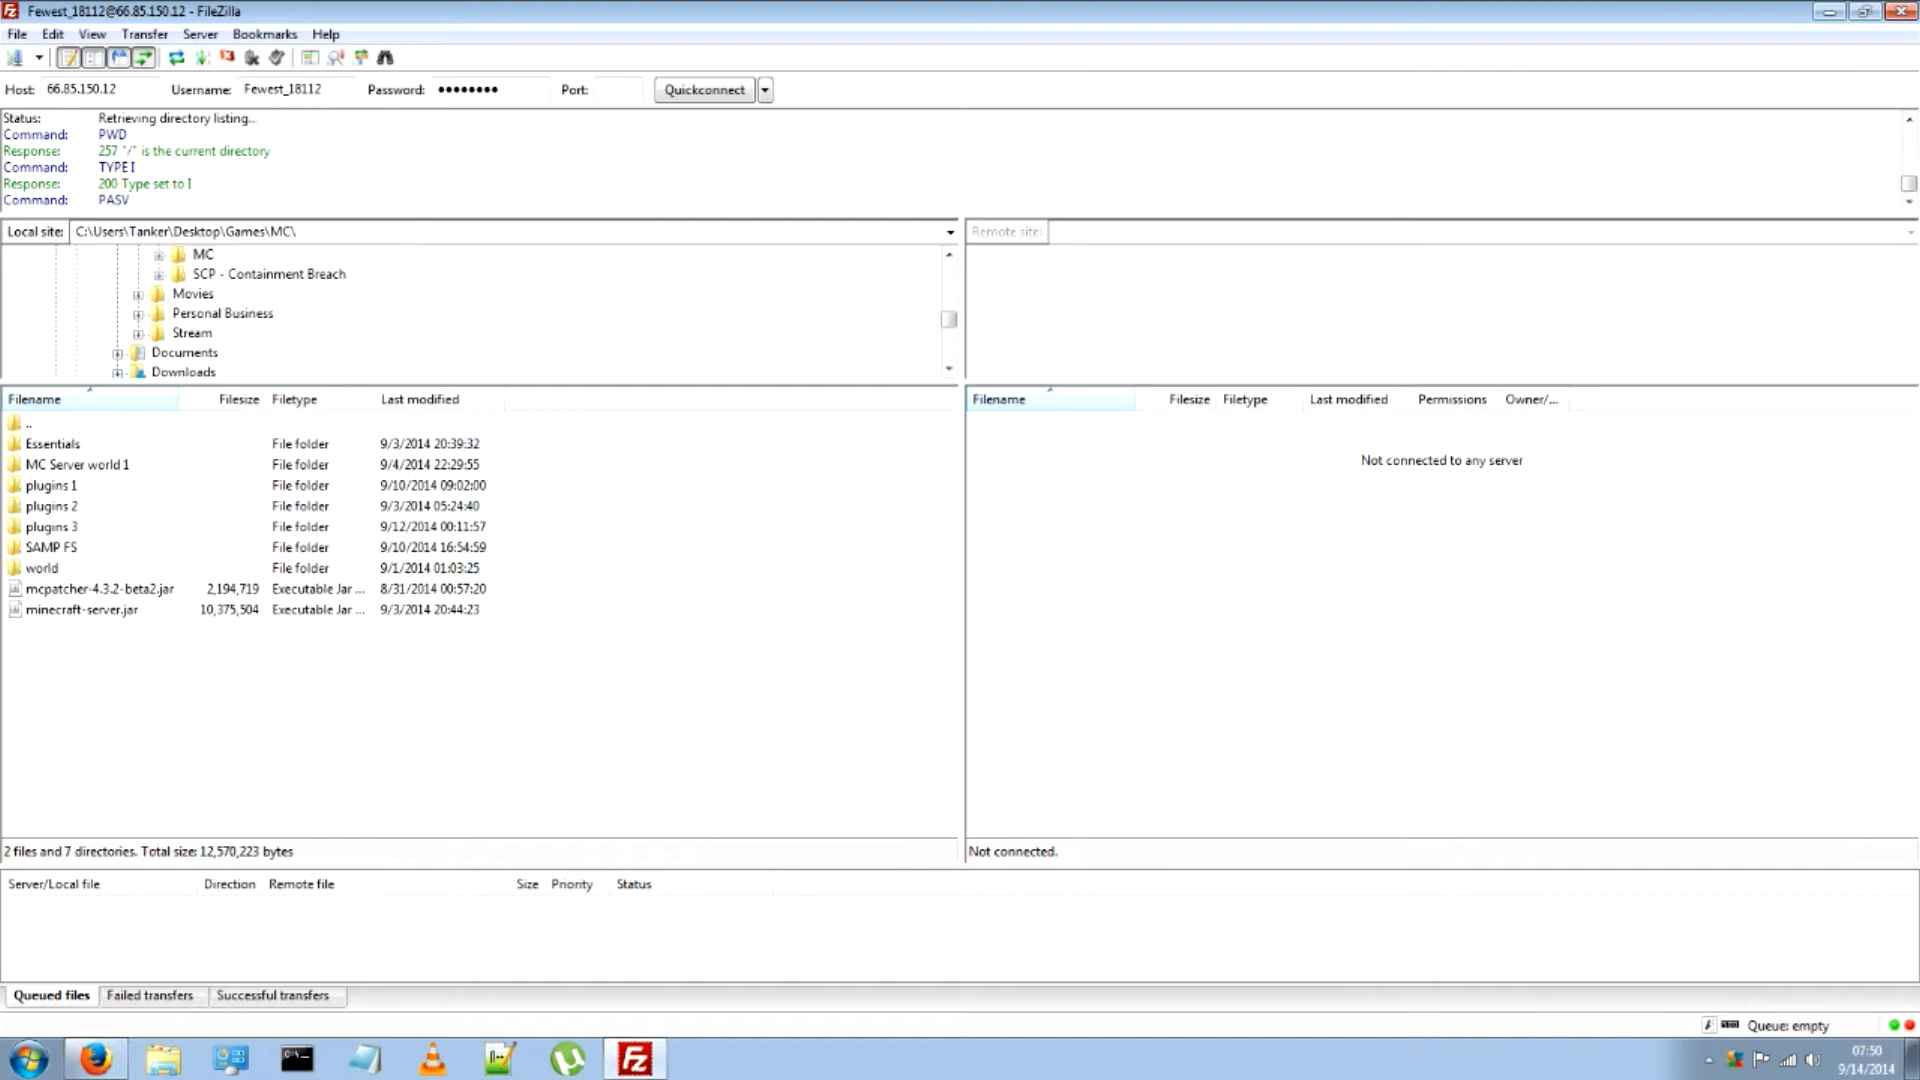 Fewest_18112@66.85.150.12 - FileZilla
File Edit View Transfer Server Bookmarks Help
Host: 66.85.150.12 Username: Fewest_18112 Password: •••••••• Port: Quickconnect
Status: Retrieving directory listing...
Command: PWD
Response: 257 "/" is the current directory
Command: TYPE I
Response: 200 Type set to I
Command: PASV
Local site: C:\Users\Tanker\Desktop\Games\MC\
Remote site:
MC
SCP - Containment Breach
Movies
Personal Business
Stream
Documents
Downloads
Filename Filesize Filetype Last modified
..
Essentials File folder 9/3/2014 20:39:32
MC Server world 1 File folder 9/4/2014 22:29:55
plugins 1 File folder 9/10/2014 09:02:00
plugins 2 File folder 9/3/2014 05:24:40
plugins 3 File folder 9/12/2014 00:11:57
SAMP FS File folder 9/10/2014 16:54:59
world File folder 9/1/2014 01:03:25
mcpatcher-4.3.2-beta2.jar 2,194,719 Executable Jar ... 8/31/2014 00:57:20
minecraft-server.jar 10,375,504 Executable Jar ... 9/3/2014 20:44:23
2 files and 7 directories. Total size: 12,570,223 bytes
Filename Filesize Filetype Last modified Permissions Owner/...
Not connected to any server
Not connected.
Server/Local file Direction Remote file Size Priority Status
Queued files Failed transfers Successful transfers
Queue: empty
07:50
9/14/2014